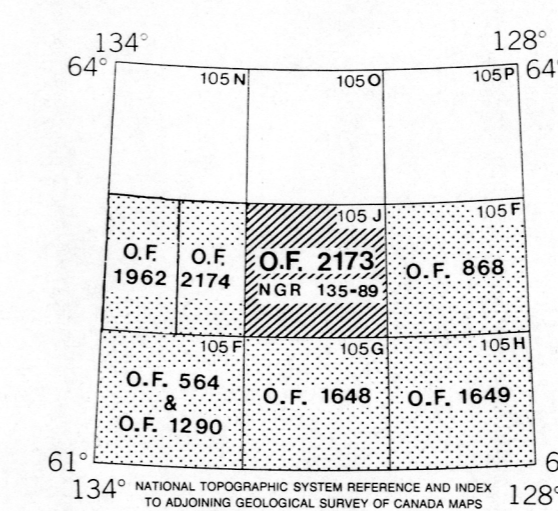 134° 128°
64° 105 N 105 O 105 P 64
105 J 105 F
O.F. 1962 O.F. 2174 O.F. 2173 O.F. 868
NGR 135-89
105 F 105 G 105 H
O.F. 564 & O.F. 1290 O.F. 1648 O.F. 1649
61° 6
134° NATIONAL TOPOGRAPHIC SYSTEM REFERENCE AND INDEX 128°
TO ADJOINING GEOLOGICAL SURVEY OF CANADA MAPS